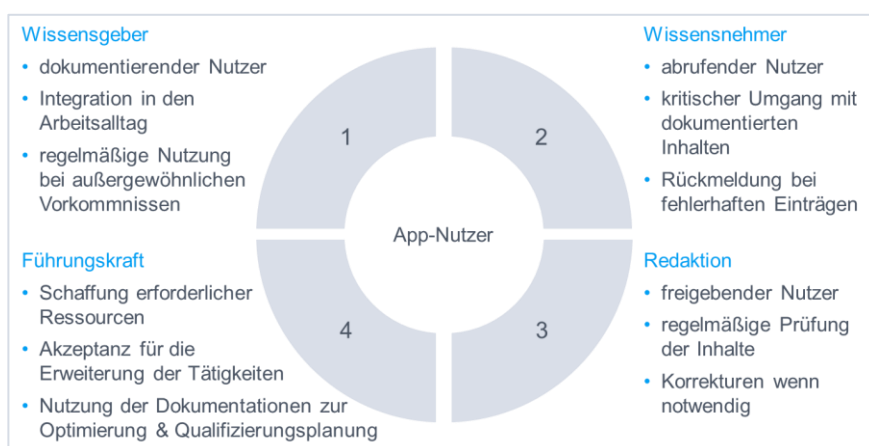 Wissensgeber
• dokumentierender Nutzer
• Integration in den
Arbeitsalltag
• regelmäßige Nutzung
bei außergewöhnlichen
Vorkommnissen
1
Wissensnehmer
• abrufender Nutzer
• kritischer Umgang mit
dokumentierten
Inhalten
• Rückmeldung bei
fehlerhaften Einträgen
2
App-Nutzer
Führungskraft
• Schaffung erforderlicher
Ressourcen
• Akzeptanz für die
Erweiterung der Tätigkeiten
• Nutzung der Dokumentationen zur
Optimierung & Qualifizierungsplanung
4
Redaktion
• freigebender Nutzer
• regelmäßige Prüfung
der Inhalte
• Korrekturen wenn
notwendig
3